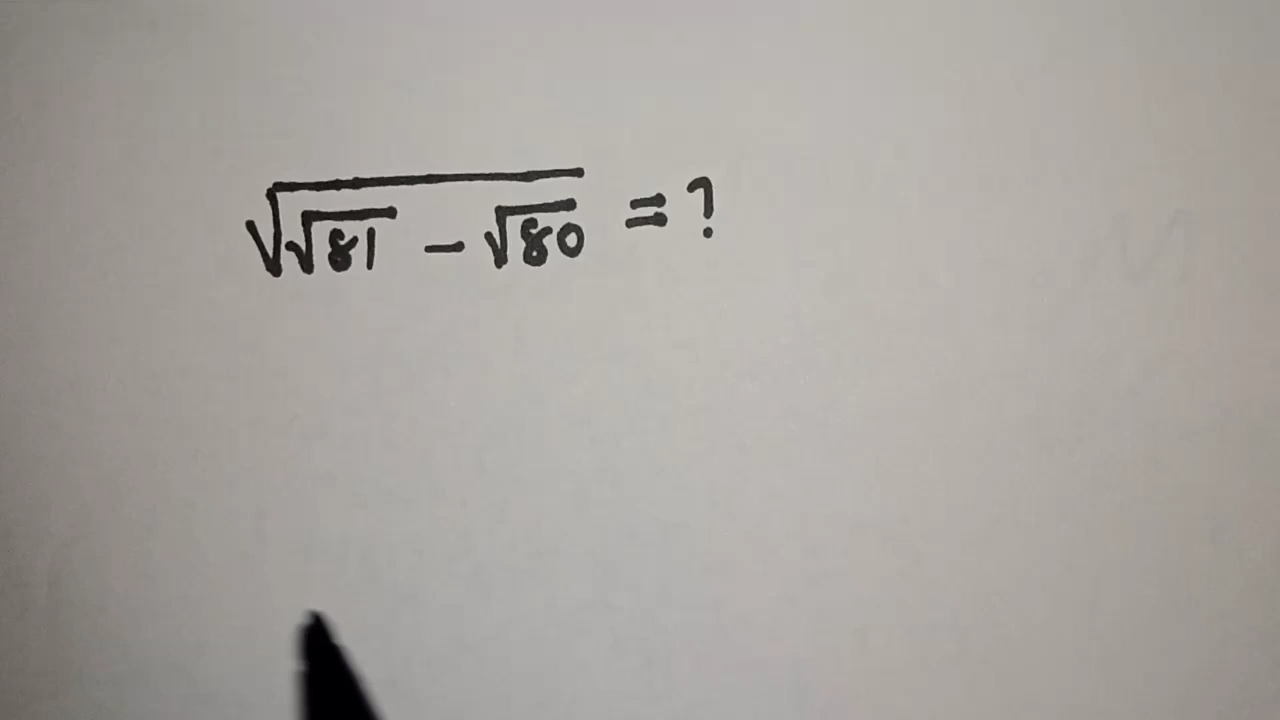 √(√81 - √80) = ?